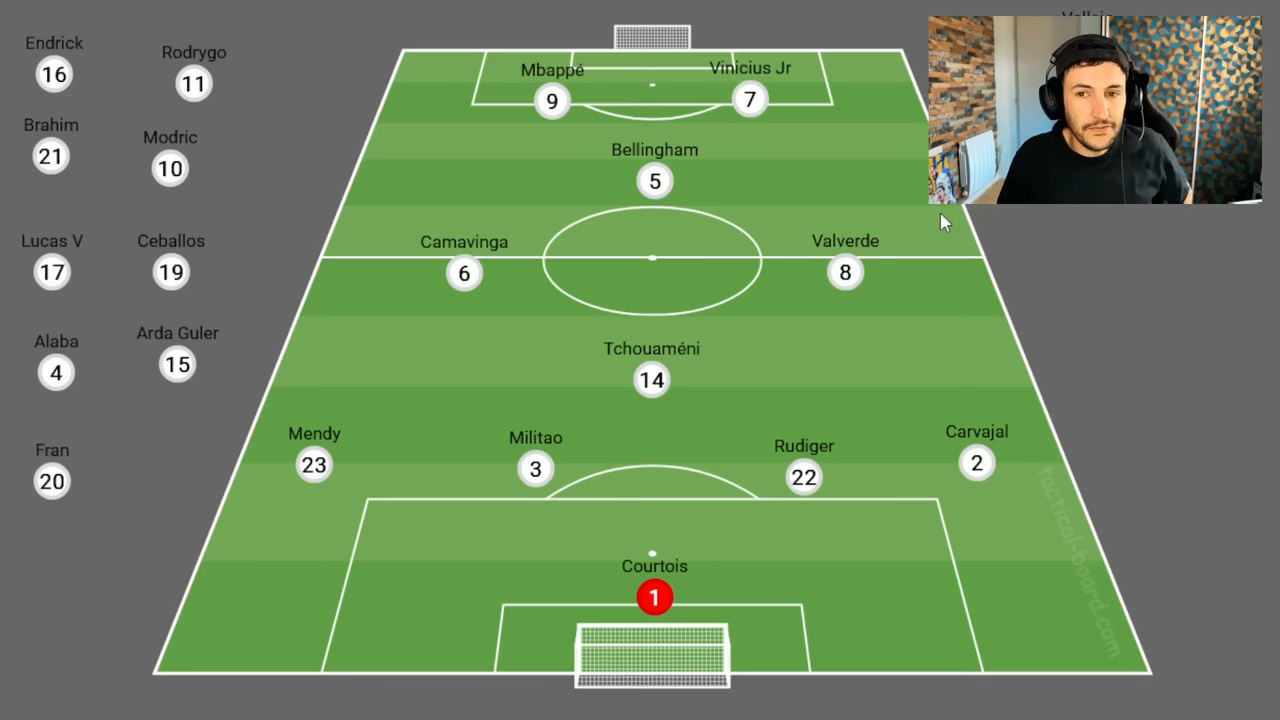 Endrick
16
Rodrygo
11
Brahim
21
Modric
10
Lucas V
17
Ceballos
19
Alaba
4
Arda Guler
15
Fran
20
Mbappé
9
Vinicius Jr
7
Bellingham
5
Camavinga
6
Valverde
8
Tchouaméni
14
Mendy
23
Militao
3
Rudiger
22
Carvajal
2
Courtois
1
tactical-board.com